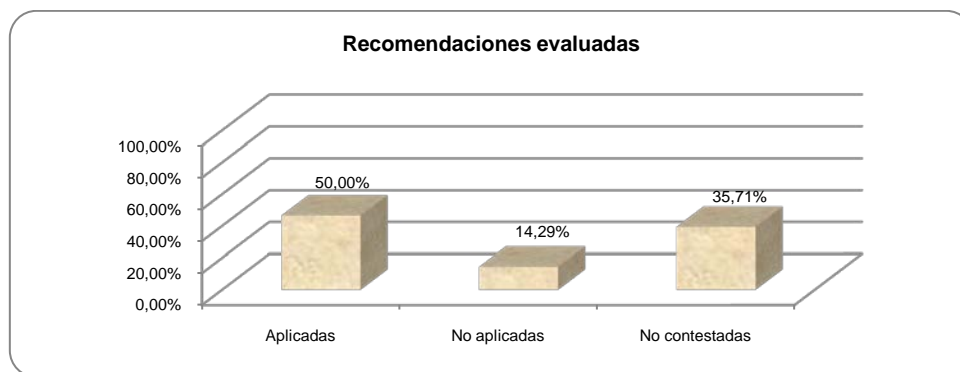 Recomendaciones evaluadas
100,00%
80,00%
60,00%
40,00%
20,00%
0,00%
50,00%
14,29%
35,71%
Aplicadas
No aplicadas
No contestadas